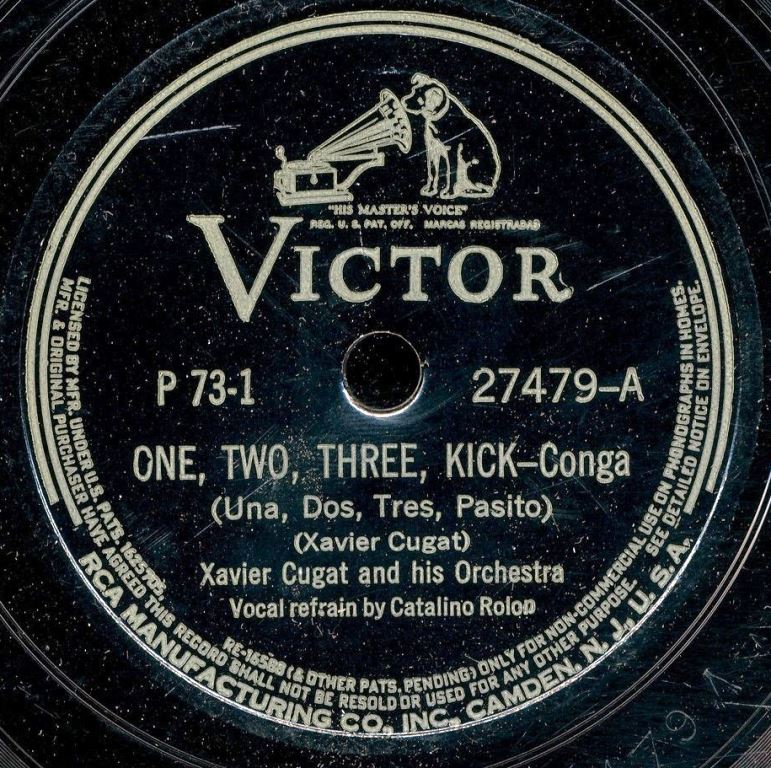 "HIS MASTER'S VOICE"
REG. U. S. PAT. OFF. MARCAS REGISTRADAS
VICTOR
P 73-1
27479-A
ONE, TWO, THREE, KICK-Conga
(Una, Dos, Tres, Pasito)
(Xavier Cugat)
Xavier Cugat and his Orchestra
Vocal refrain by Catalino Rolon
LICENSED BY MFR. UNDER U.S. PATS. 1625705, RE-16588 (& OTHER PATS. PENDING) ONLY FOR NON-COMMERCIAL USE ON PHONOGRAPHS IN HOMES.
MFR. & ORIGINAL PURCHASER HAVE AGREED THIS RECORD SHALL NOT BE RESOLD OR USED FOR ANY OTHER PURPOSE. SEE DETAILED NOTICE ON ENVELOPE.
RCA MANUFACTURING CO., INC., CAMDEN, N. J., U. S. A.